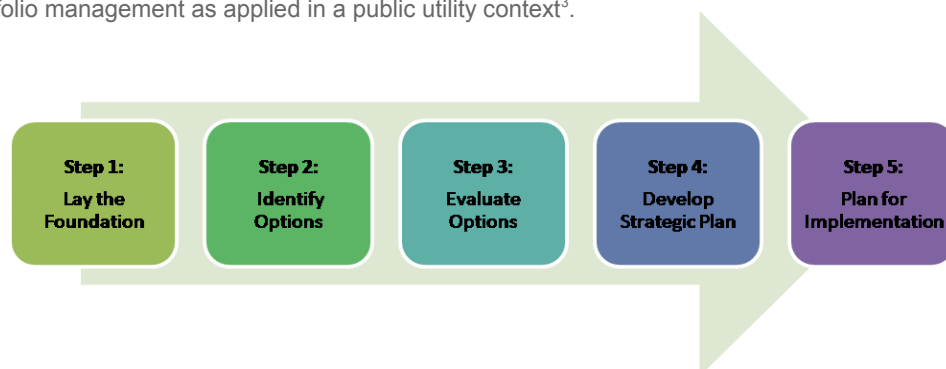 folio management as applied in a public utility context³.
Step 1:
Lay the
Foundation
Step 2:
Identify
Options
Step 3:
Evaluate
Options
Step 4:
Develop
Strategic Plan
Step 5:
Plan for
Implementation